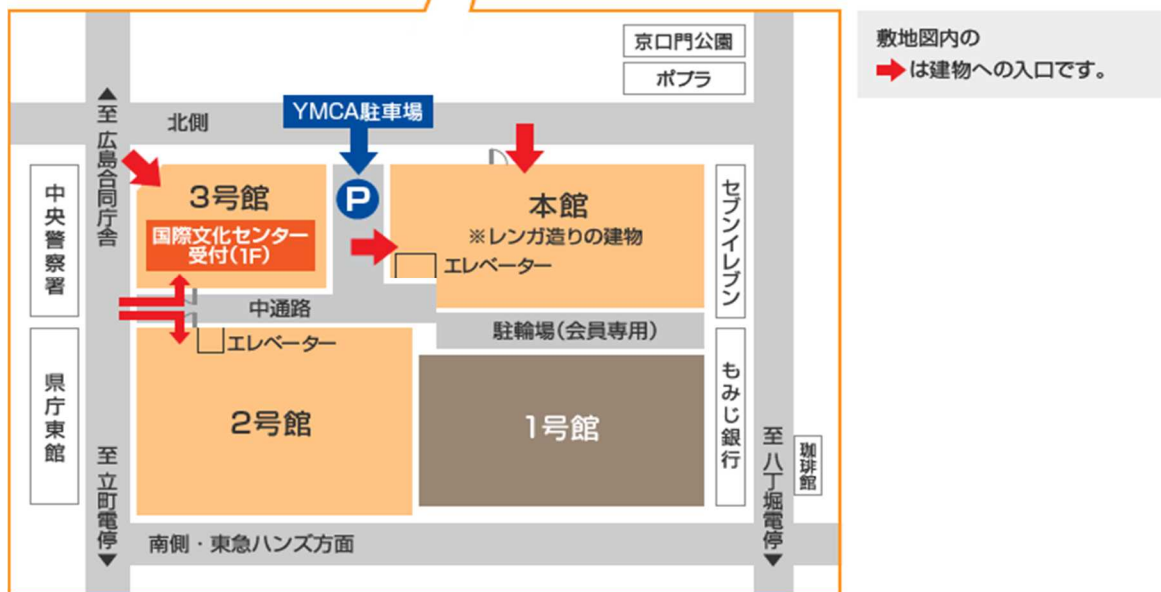 敷地図内の
は建物への入口です。
京口門公園
ポプラ
北側
YMCA駐車場
▲至 広島合同庁舎
中央警察署
3号館
国際文化センター
受付(1F)
P
本館
※レンガ造りの建物
エレベーター
セブンイレブン
中通路
駐輪場(会員専用)
エレベーター
県庁東館
2号館
1号館
もみじ銀行
至 立町電停▼
至 八丁堀電停▼
珈琲館
南側・東急ハンズ方面